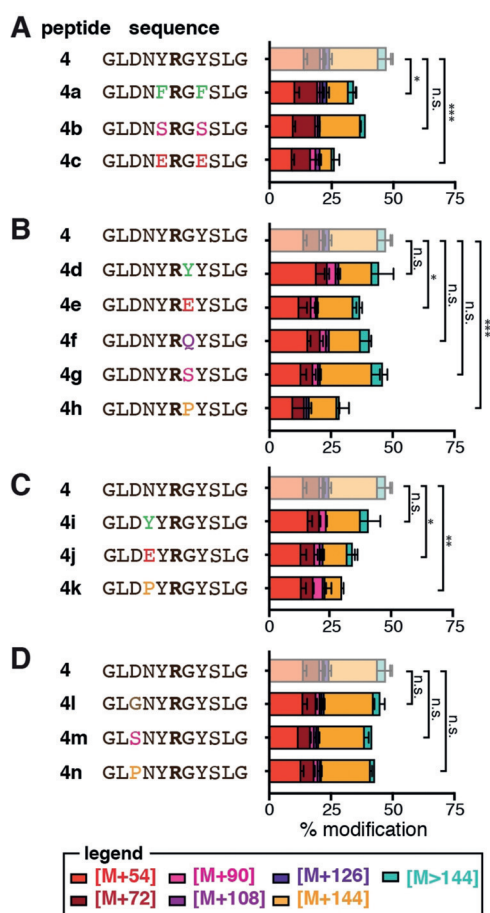 A peptide sequence
4 GLDNYRGYSLG
4a GLDNFRGFSLG *
4b GLDNSRGSSLG n.s.
4c GLDNERGESLG ***
0 25 50 75
B
4 GLDNYRGYSLG
4d GLDNYRYYSLG n.s.
4e GLDNYREYSLG *
4f GLDNYRQYSLG n.s.
4g GLDNYRSYSLG n.s.
4h GLDNYRPYSLG ***
0 25 50 75
C
4 GLDNYRGYSLG
4i GLDYYRGYSLG n.s.
4j GLDEYRGYSLG *
4k GLDPYRGYSLG **
0 25 50 75
D
4 GLDNYRGYSLG
4l GLGNYRGYSLG n.s.
4m GLSNYRGYSLG n.s.
4n GLPNYRGYSLG n.s.
0 25 50 75
% modification
legend
[M+54] [M+90] [M+126] [M>144]
[M+72] [M+108] [M+144]